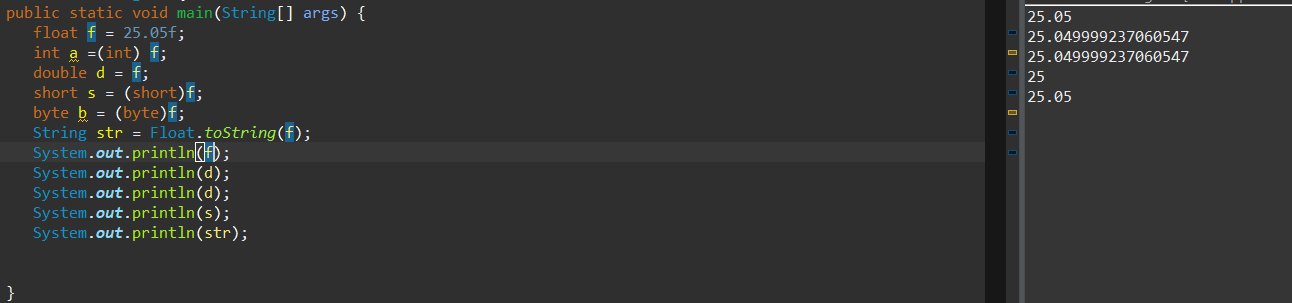 public static void main(String[] args) {
float f = 25.05f;
int a =(int) f;
double d = f;
short s = (short)f;
byte b = (byte)f;
String str = Float.toString(f);
System.out.println(f);
System.out.println(d);
System.out.println(d);
System.out.println(s);
System.out.println(str);
}
25.05
25.049999237060547
25.049999237060547
25
25.05